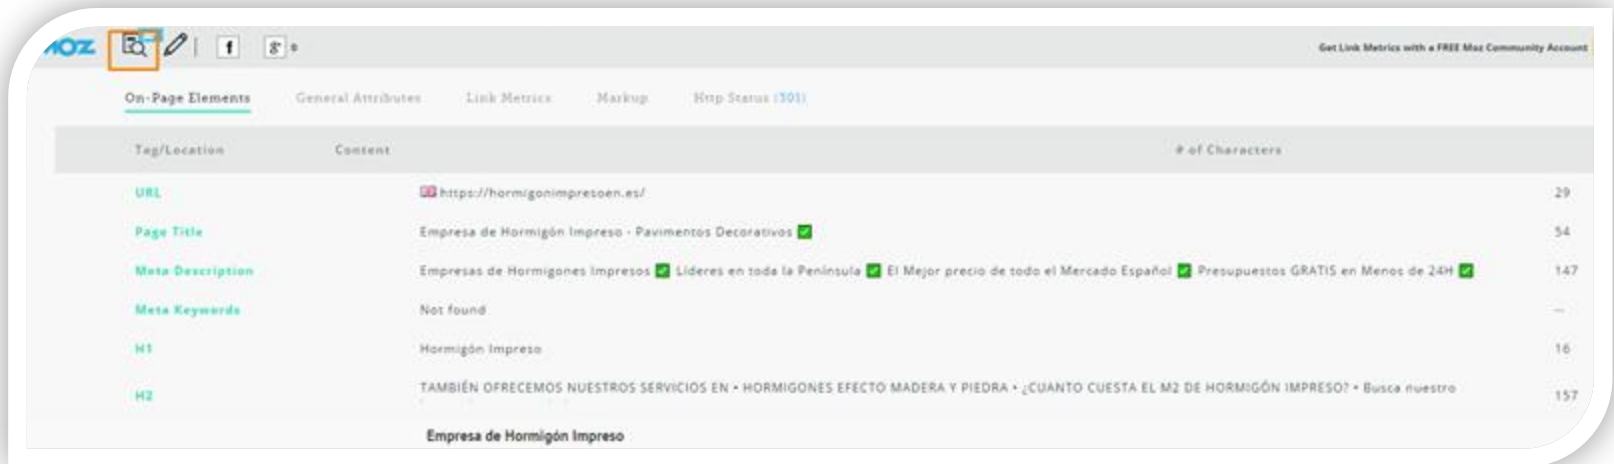 MOZ f g+ 0 Get Link Metrics with a FREE Moz Community Account
On-Page Elements General Attributes Link Metrics Markup Http Status (301)
Tag/Location Content # of Characters
URL https://hormigonimpresoen.es/ 29
Page Title Empresa de Hormigón Impreso - Pavimentos Decorativos ✅ 54
Meta Description Empresas de Hormigones Impresos ✅ Líderes en toda la Península ✅ El Mejor precio de todo el Mercado Español ✅ Presupuestos GRATIS en Menos de 24H ✅ 147
Meta Keywords Not found —
H1 Hormigón Impreso 16
H2 TAMBIÉN OFRECEMOS NUESTROS SERVICIOS EN • HORMIGONES EFECTO MADERA Y PIEDRA • ¿CUANTO CUESTA EL M2 DE HORMIGÓN IMPRESO? • Busca nuestro 157
Empresa de Hormigón Impreso